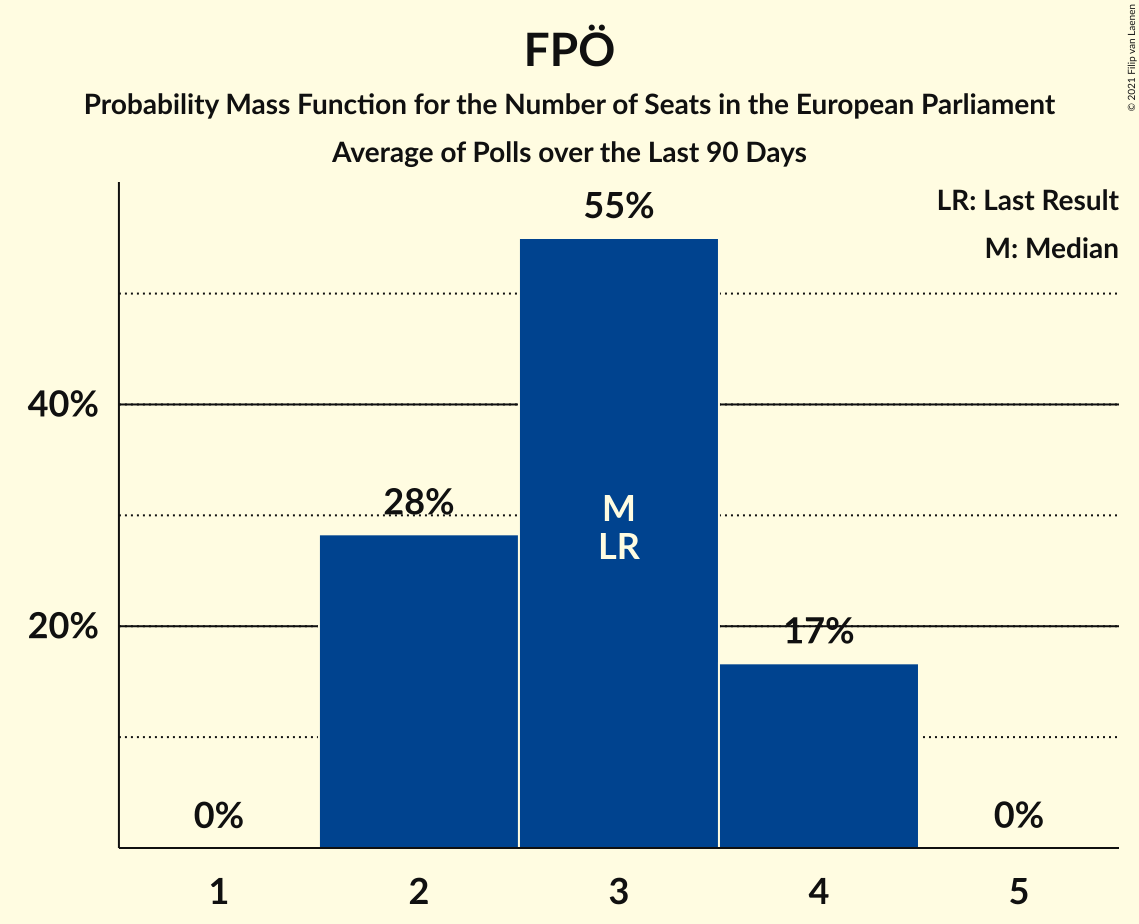 FPÖ
Probability Mass Function for the Number of Seats in the European Parliament
Average of Polls over the Last 90 Days
© 2021 Filip van Laenen
LR: Last Result
M: Median
55%
40%
28%
M
LR
20%
17%
0%
0%
1 2 3 4 5